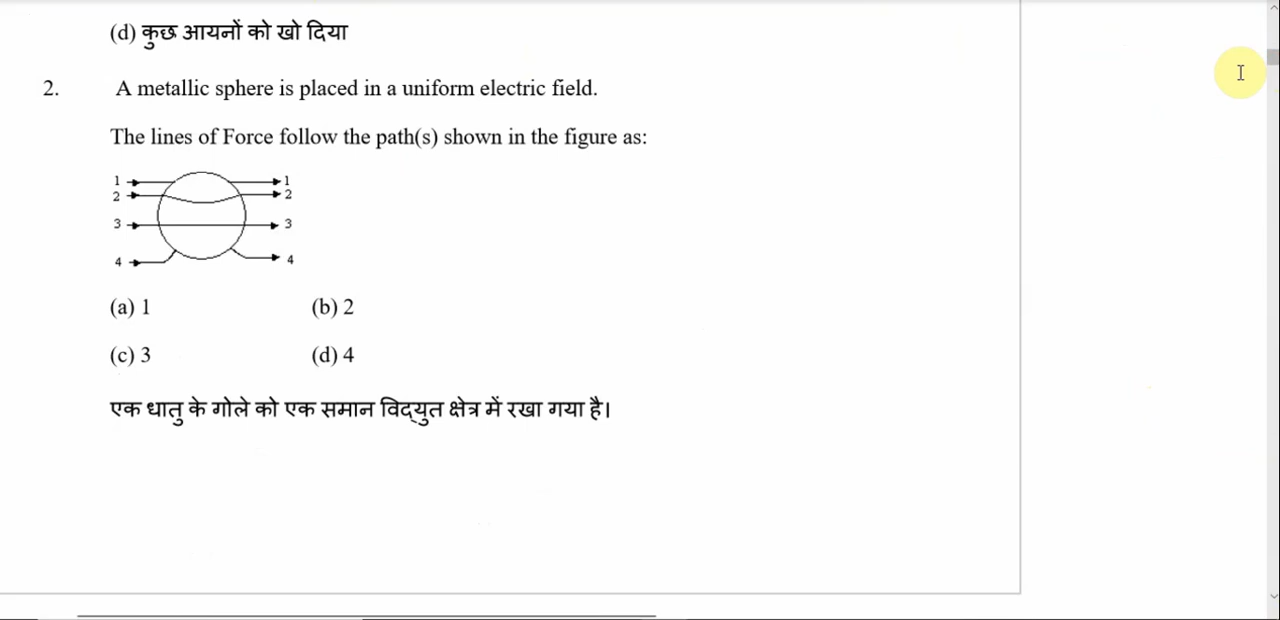 (d) कुछ आयनों को खो दिया
2. A metallic sphere is placed in a uniform electric field.
The lines of Force follow the path(s) shown in the figure as:
1 1
2 2
3 3
4 4
(a) 1 (b) 2
(c) 3 (d) 4
एक धातु के गोले को एक समान विद्युत क्षेत्र में रखा गया है।